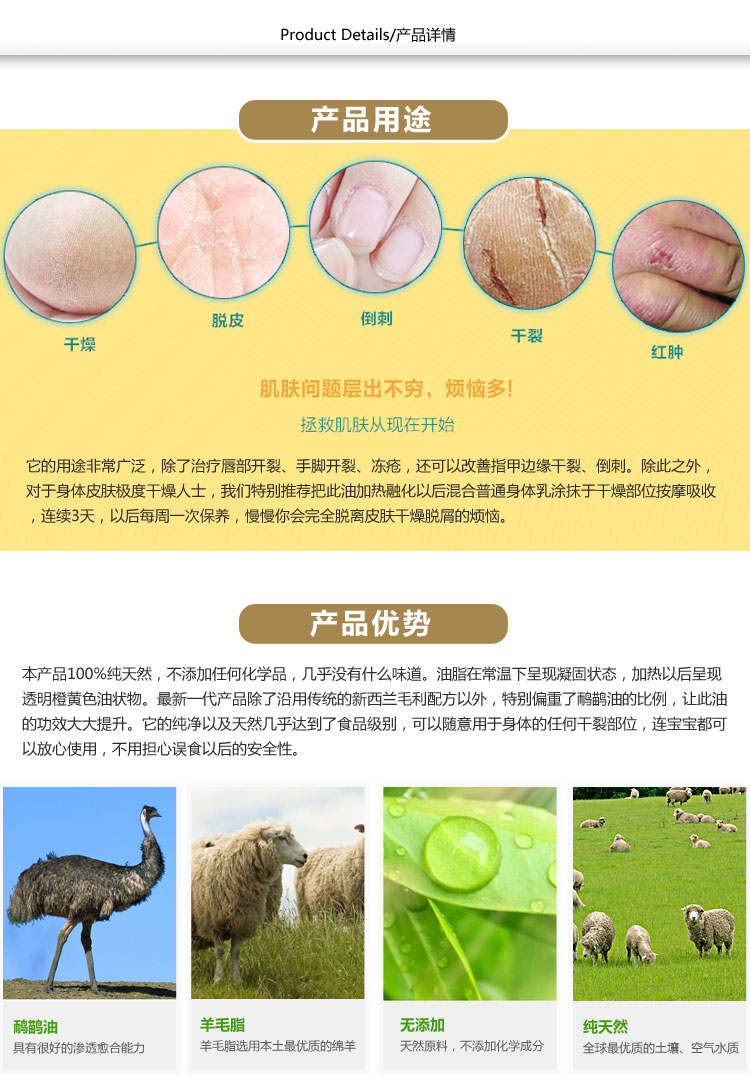 Product Details/产品详情
产品用途
干燥
脱皮
倒刺
干裂
红肿
肌肤问题层出不穷，烦恼多!
拯救肌肤从现在开始
它的用途非常广泛，除了治疗唇部开裂、手脚开裂、冻疮，还可以改善指甲边缘干裂、倒刺。除此之外，
对于身体皮肤极度干燥人士，我们特别推荐把此油加热融化以后混合普通身体乳涂抹于干燥部位按摩吸收
，连续3天，以后每周一次保养，慢慢你会完全脱离皮肤干燥脱屑的烦恼。
产品优势
本产品100%纯天然，不添加任何化学品，几乎没有什么味道。油脂在常温下呈现凝固状态，加热以后呈现
透明橙黄色油状物。最新一代产品除了沿用传统的新西兰毛利配方以外，特别偏重了鸸鹋油的比例，让此油
的功效大大提升。它的纯净以及天然几乎达到了食品级别，可以随意用于身体的任何干裂部位，连宝宝都可
以放心使用，不用担心误食以后的安全性。
鸸鹋油
具有很好的渗透愈合能力
羊毛脂
羊毛脂选用本土最优质的绵羊
无添加
天然原料，不添加化学成分
纯天然
全球最优质的土壤、空气水质